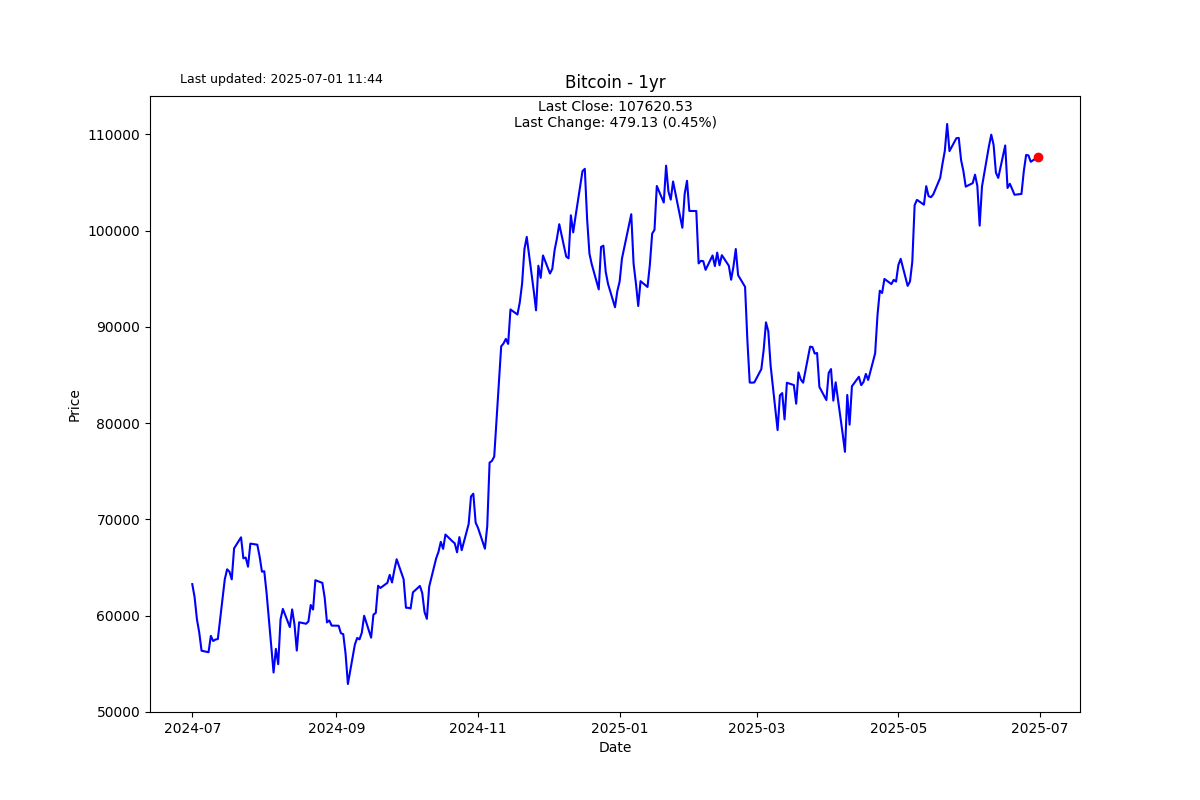 Last updated: 2025-07-01 11:44
Bitcoin - 1yr
Last Close: 107620.53
Last Change: 479.13 (0.45%)
110000
100000
90000
80000
70000
60000
50000
Price
2024-07 2024-09 2024-11 2025-01 2025-03 2025-05 2025-07
Date